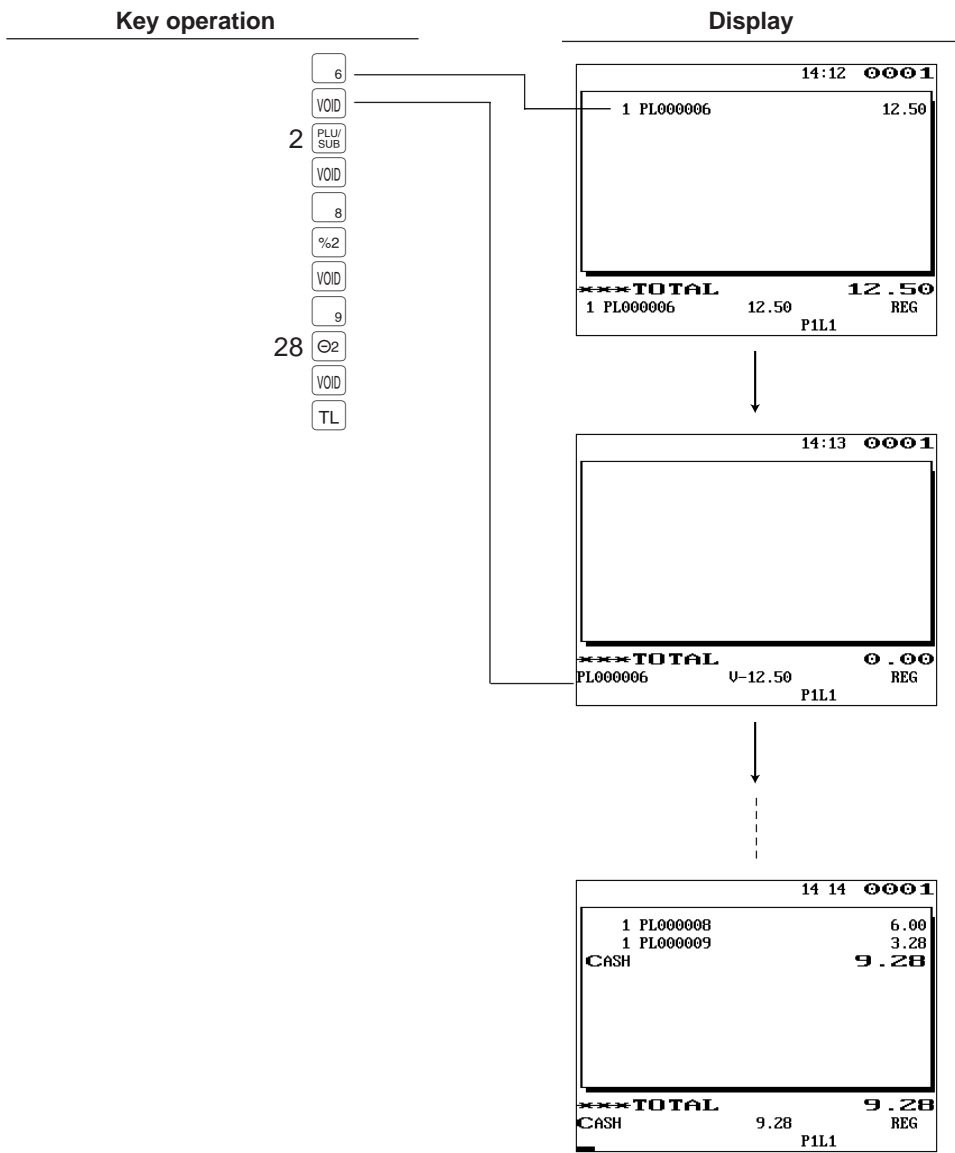 Key operation
Display
6
VOID
2 PLU/
SUB
VOID
8
%2
VOID
9
28 ⊖2
VOID
TL
14:12 0001
1 PL000006 12.50
***TOTAL 12.50
1 PL000006 12.50 REG
P1L1
14:13 0001
***TOTAL 0.00
PL000006 V-12.50 REG
P1L1
14 14 0001
1 PL000008 6.00
1 PL000009 3.28
CASH 9.28
***TOTAL 9.28
CASH 9.28 REG
P1L1